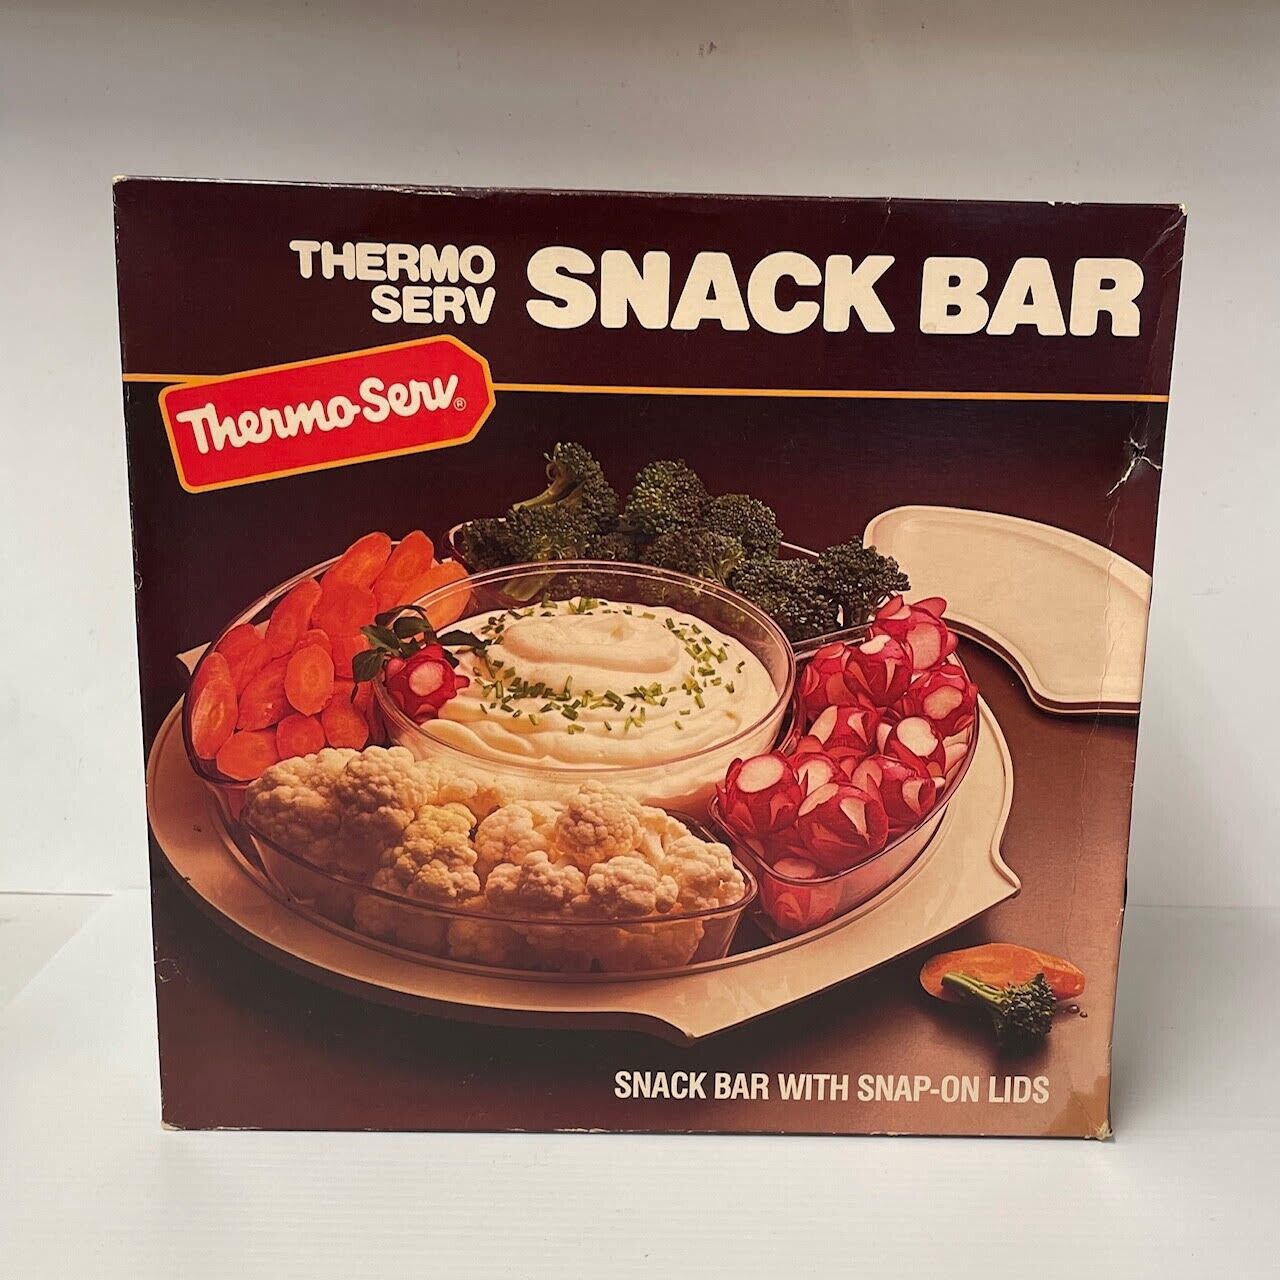 THERMO
SERV
SNACK BAR
Thermo-Serv®
SNACK BAR WITH SNAP-ON LIDS